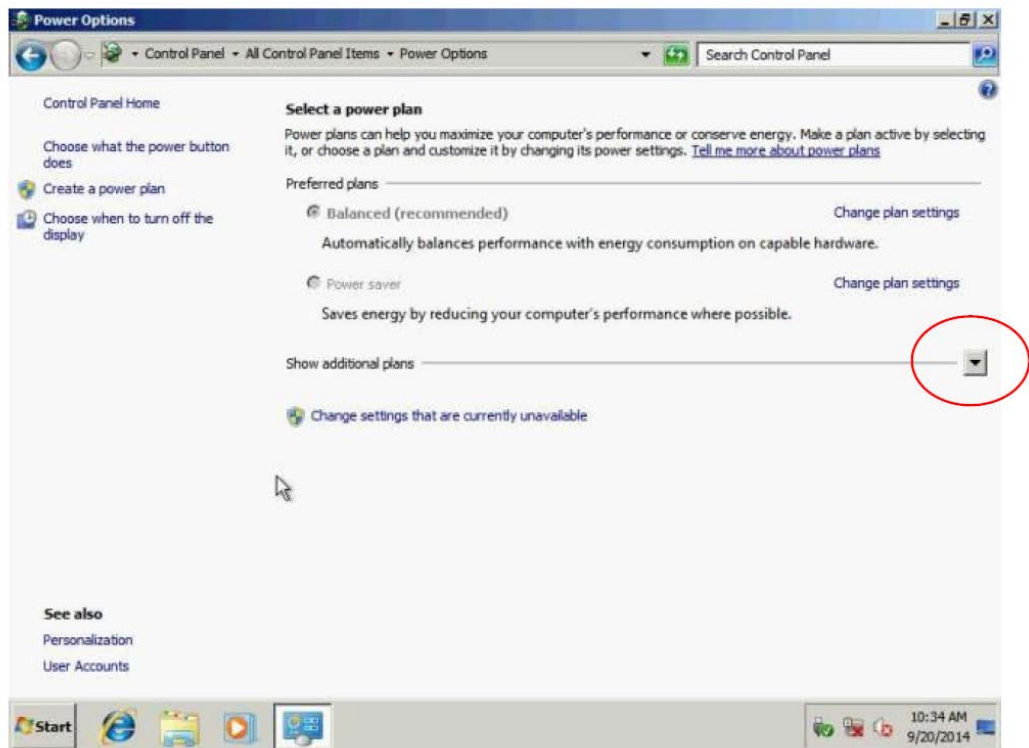 Power Options
Control Panel
All Control Panel Items
Power Options
Search Control Panel
Control Panel Home
Choose what the power button
does
Create a power plan
Choose when to turn off the
display
Select a power plan
Power plans can help you maximize your computer's performance or conserve energy. Make a plan active by selecting
it, or choose a plan and customize it by changing its power settings. Tell me more about power plans
Preferred plans
Balanced (recommended)
Change plan settings
Automatically balances performance with energy consumption on capable hardware.
Power saver
Change plan settings
Saves energy by reducing your computer's performance where possible.
Show additional plans
Change settings that are currently unavailable
See also
Personalization
User Accounts
Start
10:34 AM
9/20/2014